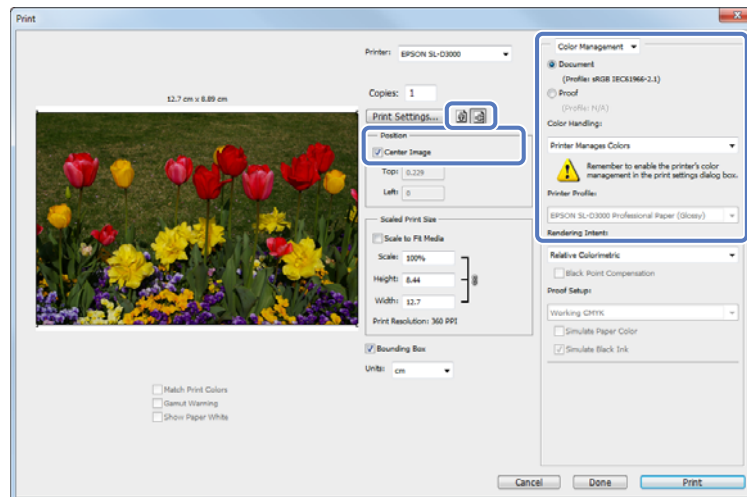 Print
Printer: EPSON SL-D3000
12.7 cm x 8.89 cm
Copies: 1
Print Settings...
Position
Center Image
Top: 0.229
Left: 0
Scaled Print Size
Scale to Fit Media
Scale: 100%
Height: 8.44
Width: 12.7
Print Resolution: 360 PPI
Bounding Box
Units: cm
Match Print Colors
Gamut Warning
Show Paper White
Color Management
Document
(Profile: sRGB IEC61966-2.1)
Proof
(Profile: N/A)
Color Handling:
Printer Manages Colors
Remember to enable the printer's color
management in the print settings dialog box.
Printer Profile:
EPSON SL-D3000 Professional Paper (Glossy)
Rendering Intent:
Relative Colorimetric
Black Point Compensation
Proof Setup:
Working CMYK
Simulate Paper Color
Simulate Black Ink
Cancel
Done
Print